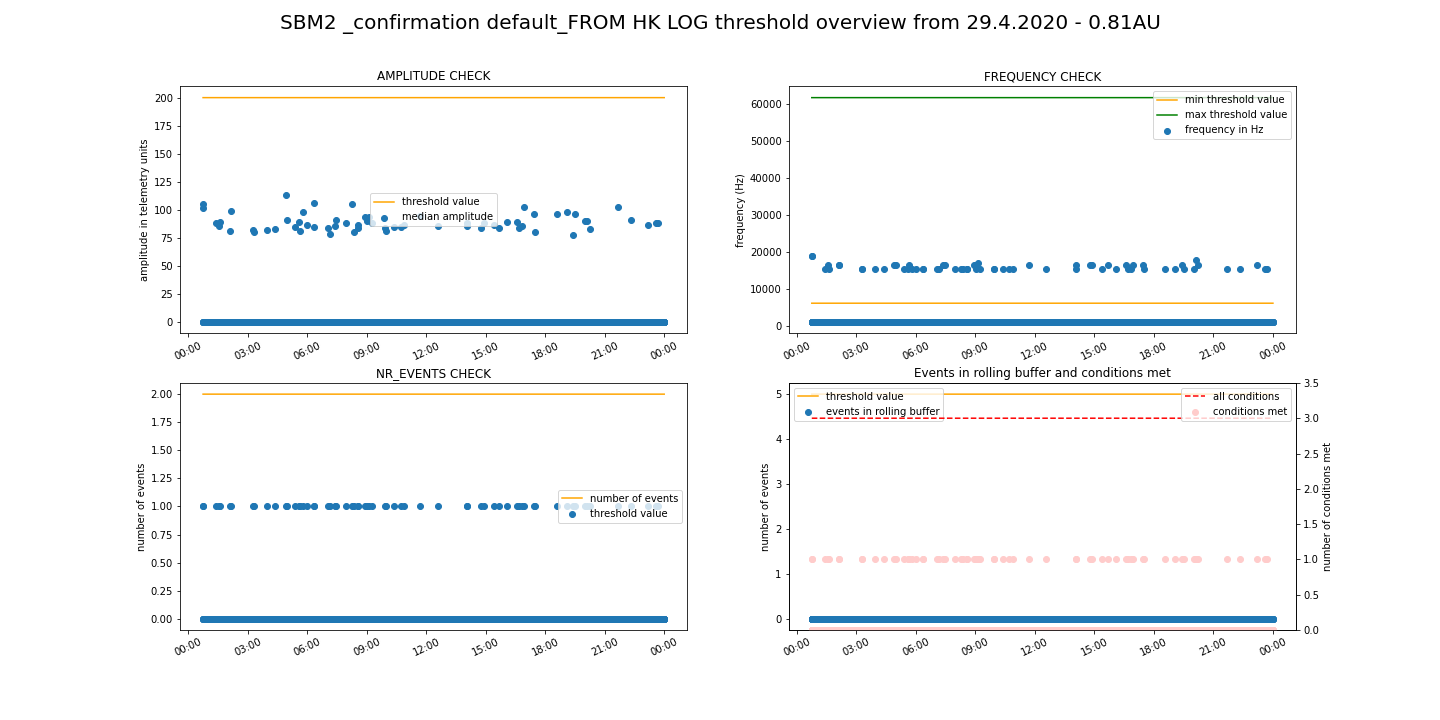 SBM2 _confirmation default_FROM HK LOG threshold overview from 29.4.2020 - 0.81AU
AMPLITUDE CHECK
amplitude in telemetry units
200
175
150
125
100
75
50
25
0
threshold value
median amplitude
00:00 03:00 06:00 09:00 12:00 15:00 18:00 21:00 00:00
FREQUENCY CHECK
frequency (Hz)
60000
50000
40000
30000
20000
10000
0
min threshold value
max threshold value
frequency in Hz
00:00 03:00 06:00 09:00 12:00 15:00 18:00 21:00 00:00
NR_EVENTS CHECK
number of events
2.00
1.75
1.50
1.25
1.00
0.75
0.50
0.25
0.00
number of events
threshold value
00:00 03:00 06:00 09:00 12:00 15:00 18:00 21:00 00:00
Events in rolling buffer and conditions met
number of events
5
4
3
2
1
0
threshold value
events in rolling buffer
all conditions
conditions met
3.5
3.0
2.5
2.0
1.5
1.0
0.5
0.0
number of conditions met
00:00 03:00 06:00 09:00 12:00 15:00 18:00 21:00 00:00